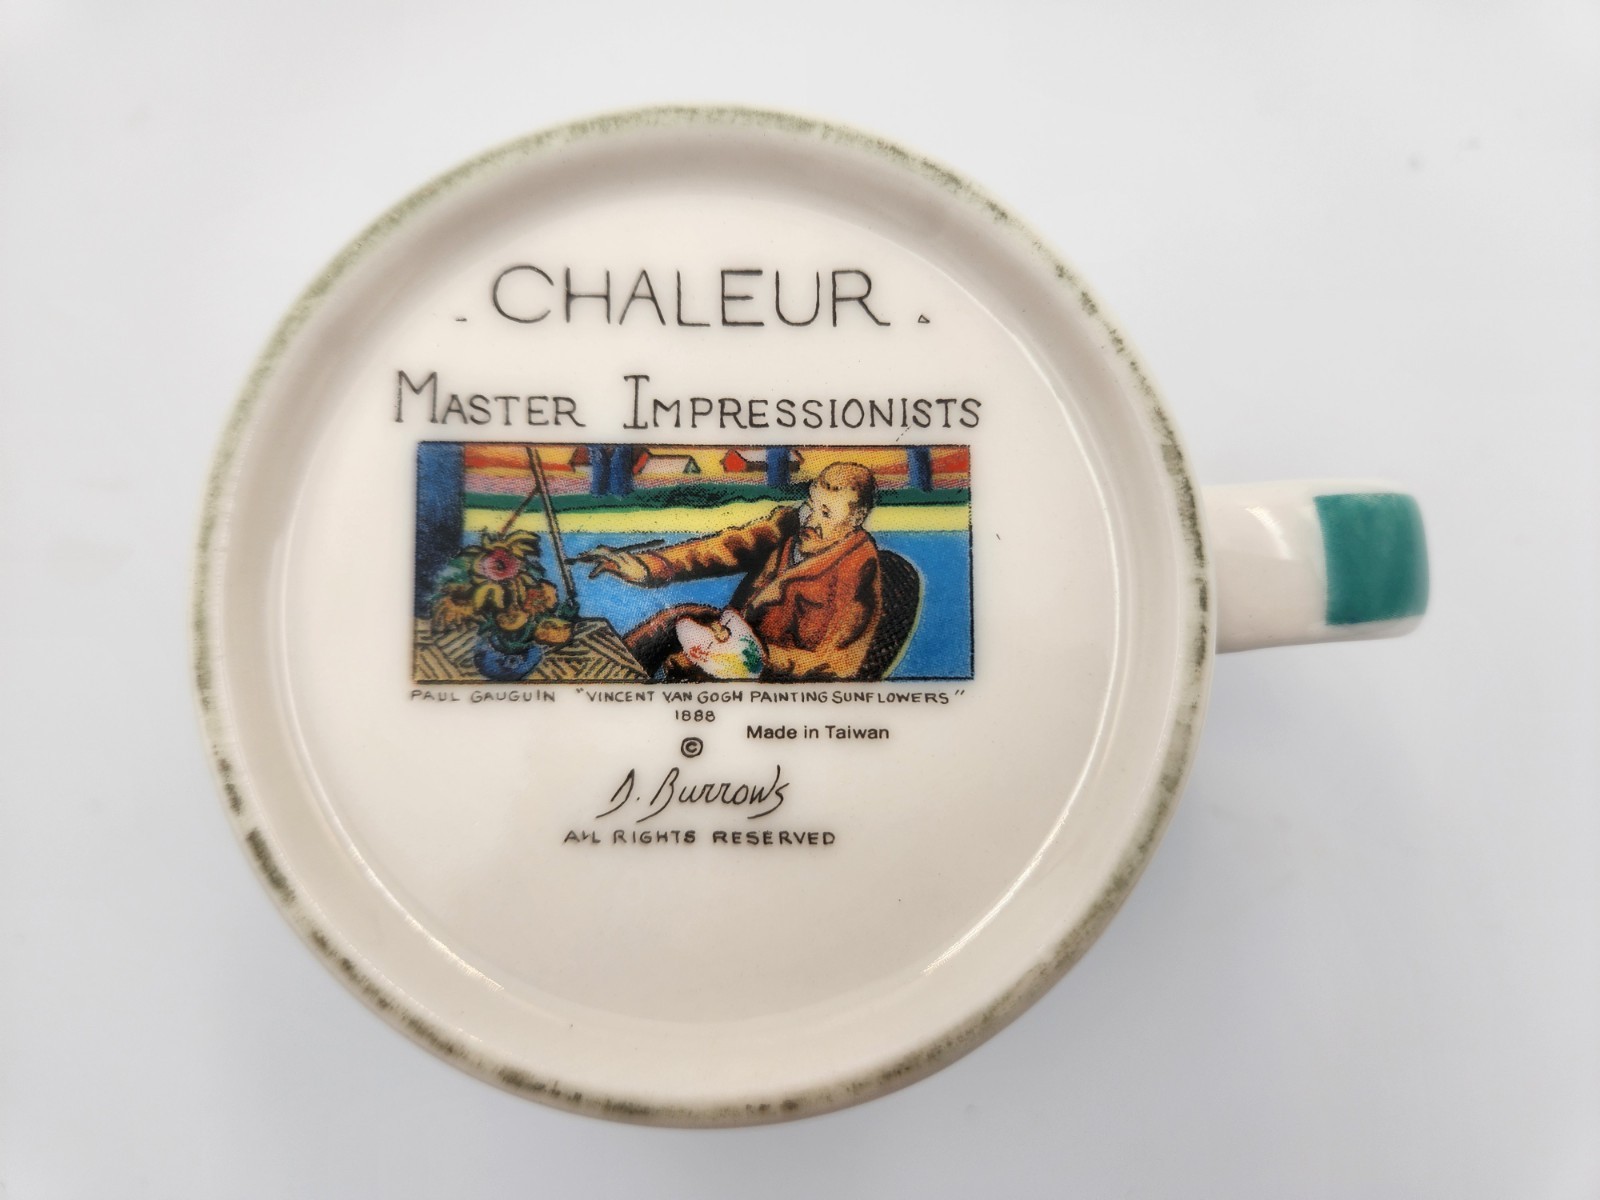 CHALEUR
MASTER IMPRESSIONISTS
PAUL GAUGUIN "VINCENT VAN GOGH PAINTING SUNFLOWERS"
1888
Made in Taiwan
©
D. Burrows
ALL RIGHTS RESERVED